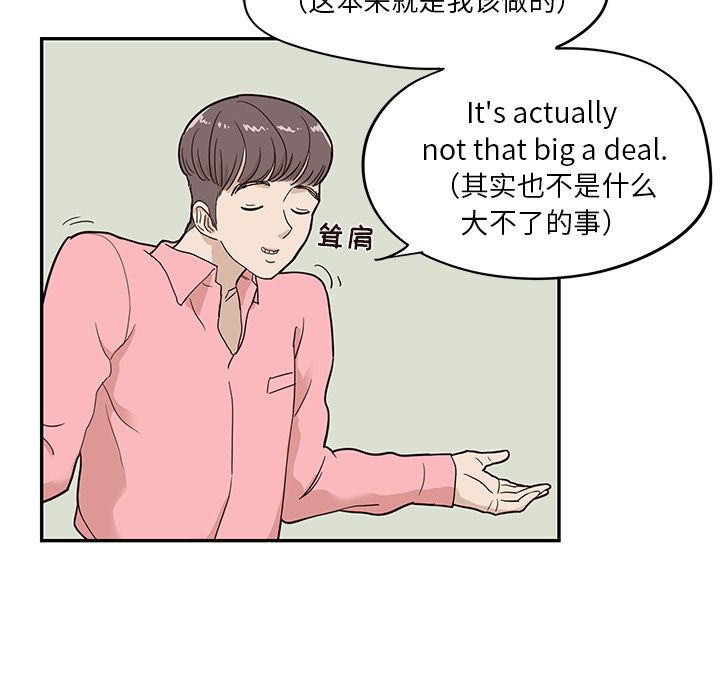 （这本来就是我该做的）
It's actually
not that big a deal.
（其实也不是什么
大不了的事）
耸肩